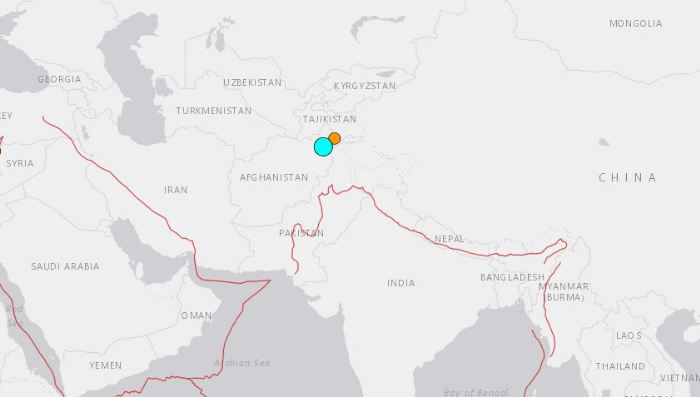 MONGOLIA
GEORGIA
UZBEKISTAN
KYRGYZSTAN
TURKMENISTAN
TAJIKISTAN
EY
SYRIA
IRAN
AFGHANISTAN
CHINA
PAKISTAN
NEPAL
SAUDI ARABIA
INDIA
BANGLADESH
MYANMAR
(BURMA)
Red
Sea
OMAN
LAOS
YEMEN
Arabian Sea
THAILAND
VIETNAM
Bay of Bengal